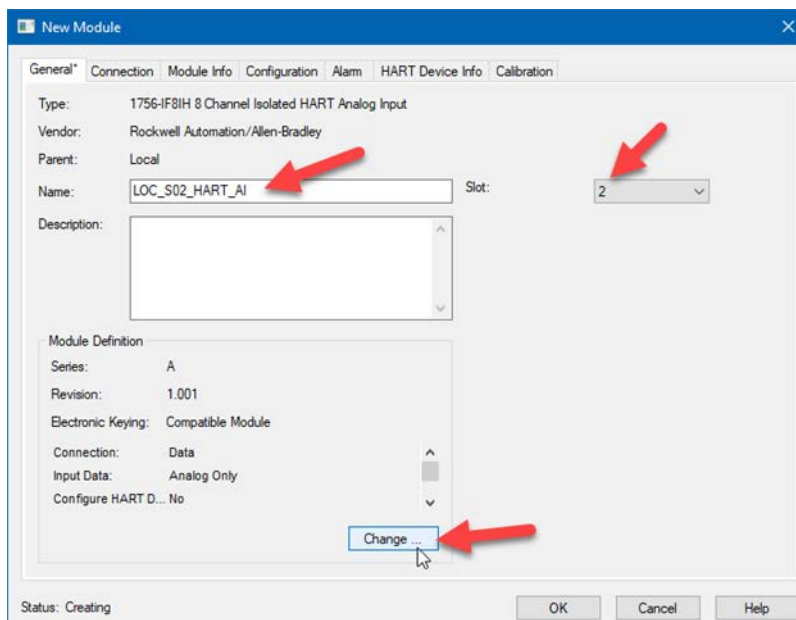 New Module
General* Connection Module Info Configuration Alarm HART Device Info Calibration
Type: 1756-IF8IH 8 Channel Isolated HART Analog Input
Vendor: Rockwell Automation/Allen-Bradley
Parent: Local
Name: LOC_S02_HART_AI Slot: 2
Description:
Module Definition
Series: A
Revision: 1.001
Electronic Keying: Compatible Module
Connection: Data
Input Data: Analog Only
Configure HART D... No
Change ...
Status: Creating OK Cancel Help